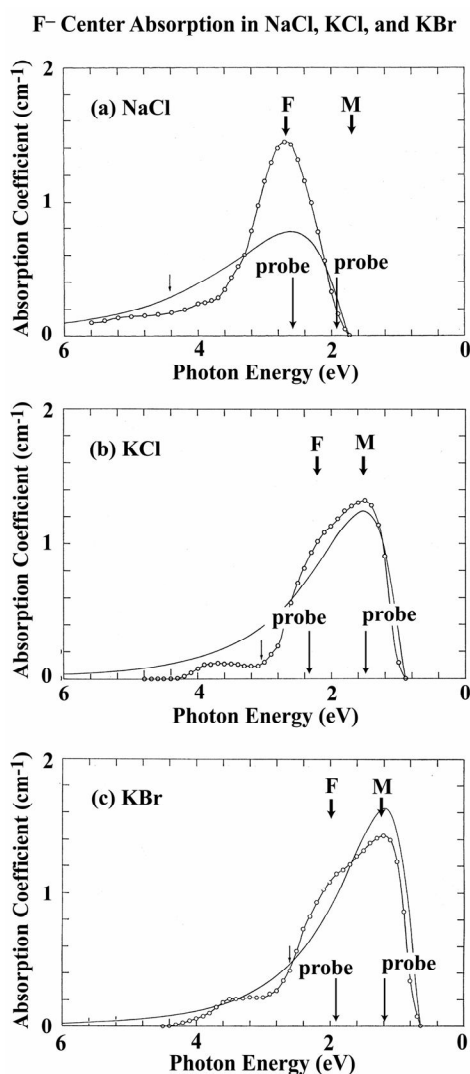 F– Center Absorption in NaCl, KCl, and KBr
Absorption Coefficient (cm-1)
2
1
0
(a) NaCl
F
M
probe
probe
6
4
2
0
Photon Energy (eV)
Absorption Coefficient (cm-1)
2
1
0
(b) KCl
F
M
probe
probe
6
4
2
0
Photon Energy (eV)
Absorption Coefficient (cm-1)
2
1
0
(c) KBr
F
M
probe
probe
6
4
2
0
Photon Energy (eV)